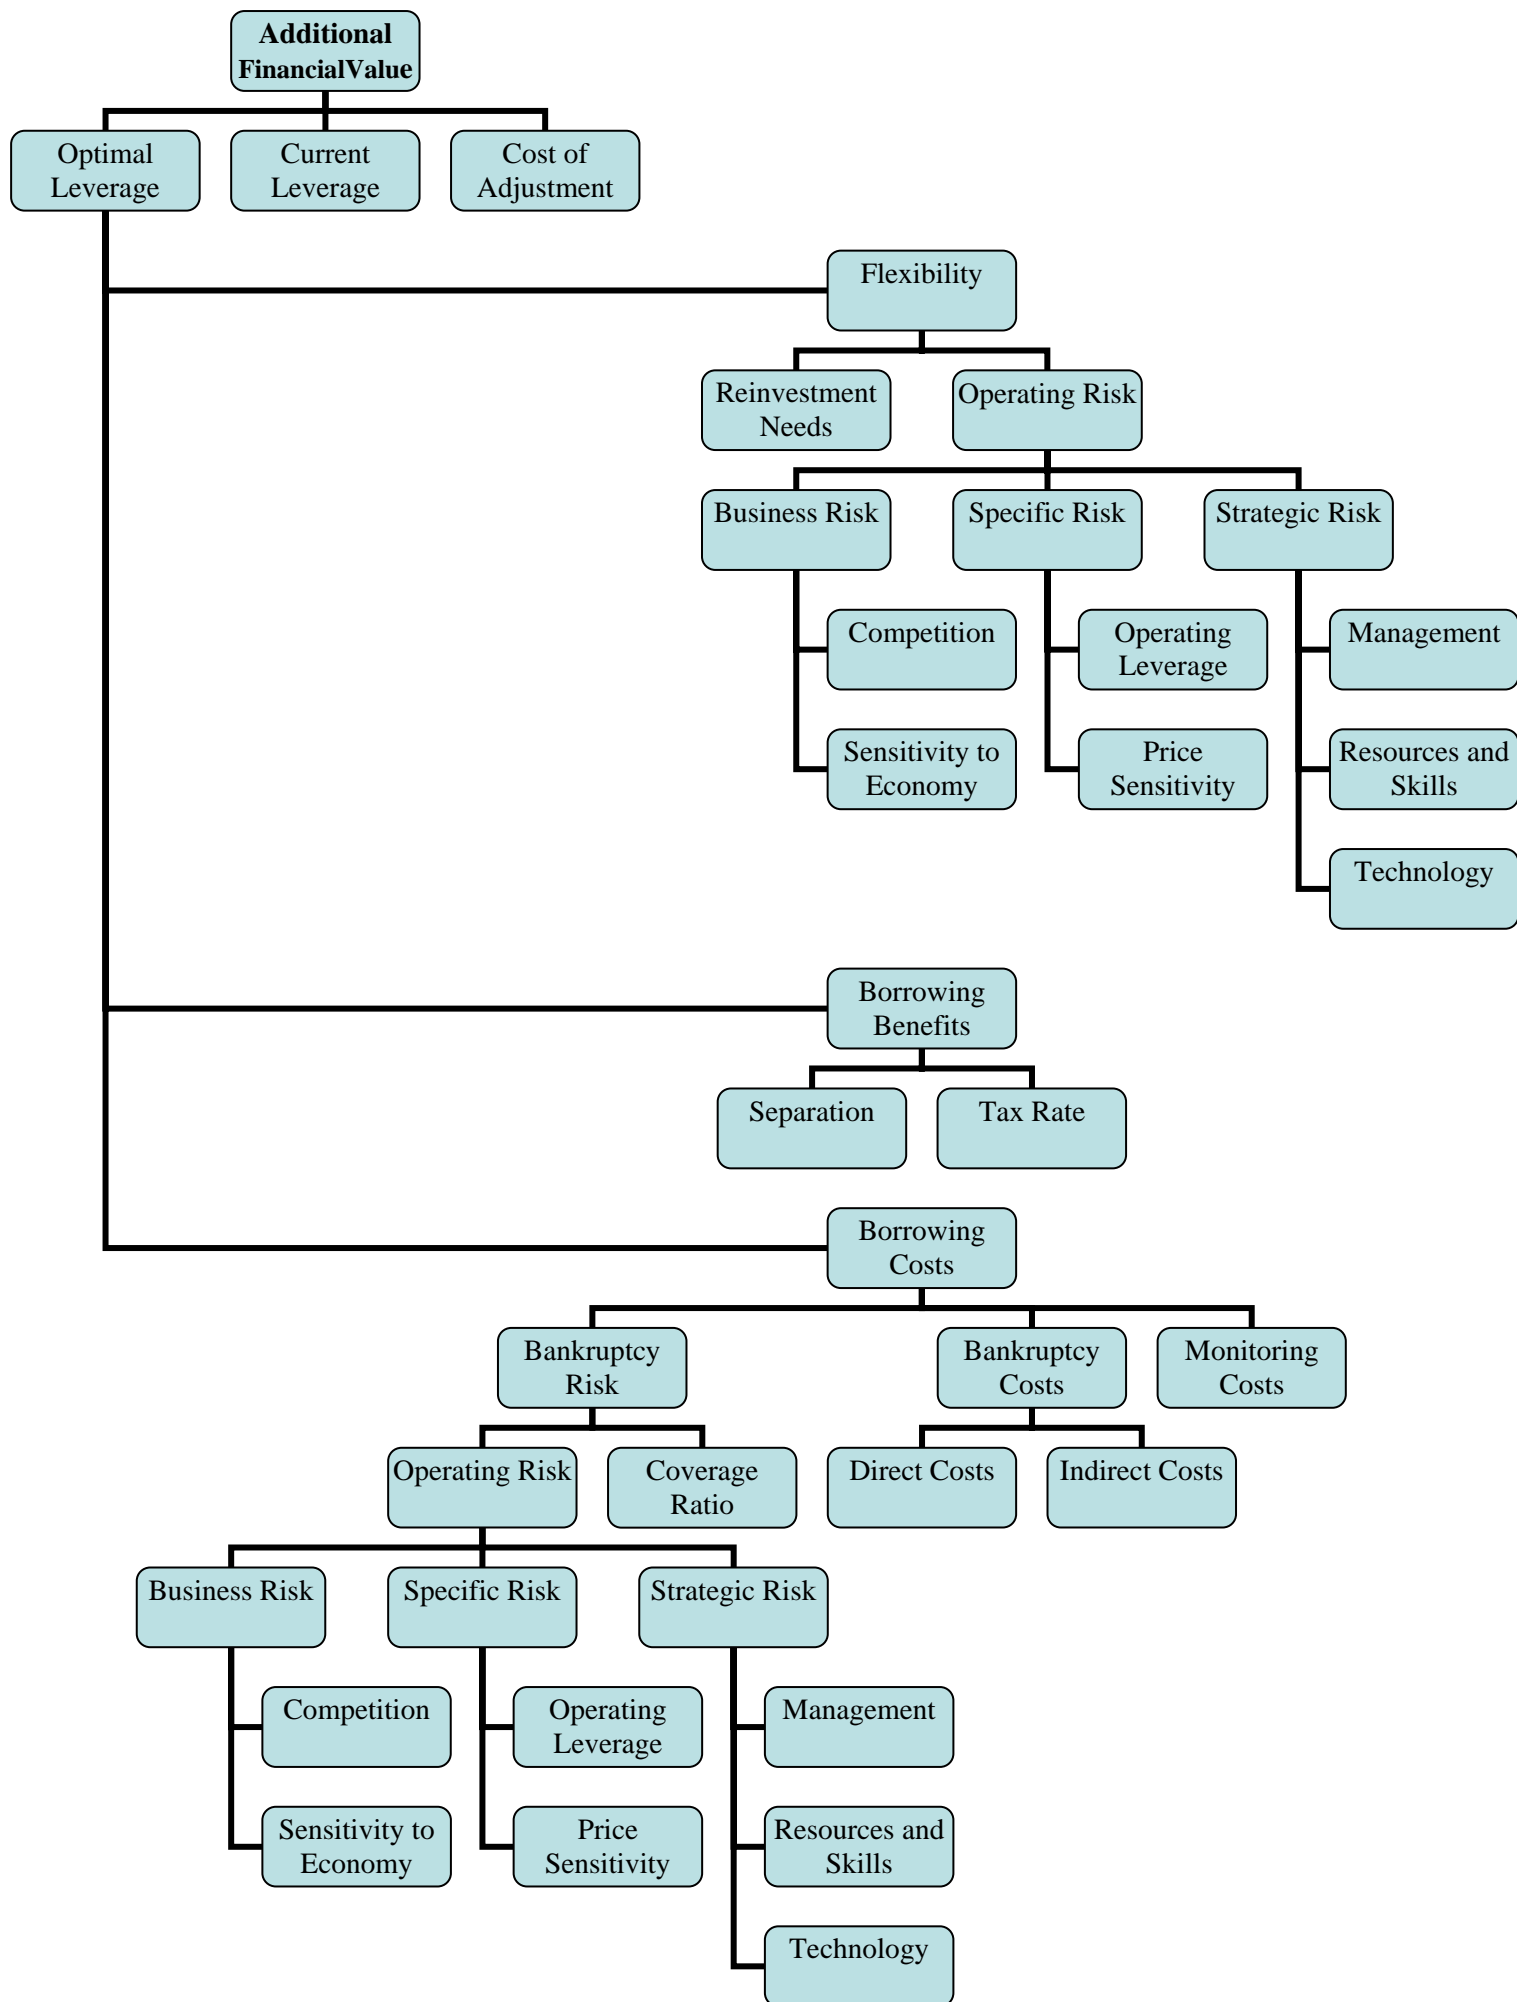 Additional
FinancialValue
Optimal
Leverage
Current
Leverage
Cost of
Adjustment
Flexibility
Reinvestment
Needs
Operating Risk
Business Risk
Specific Risk
Strategic Risk
Competition
Operating
Leverage
Management
Sensitivity to
Economy
Price
Sensitivity
Resources and
Skills
Technology
Borrowing
Benefits
Separation
Tax Rate
Borrowing
Costs
Bankruptcy
Risk
Bankruptcy
Costs
Monitoring
Costs
Operating Risk
Coverage
Ratio
Direct Costs
Indirect Costs
Business Risk
Specific Risk
Strategic Risk
Competition
Operating
Leverage
Management
Sensitivity to
Economy
Price
Sensitivity
Resources and
Skills
Technology